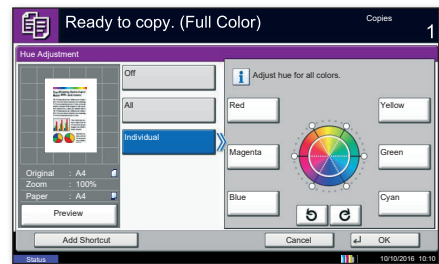 Ready to copy. (Full Color)
Copies
1
Hue Adjustment
Off
All
Individual
Adjust hue for all colors.
Red
Yellow
Magenta
Green
Blue
Cyan
Original : A4
Zoom : 100%
Paper : A4
Preview
Add Shortcut
Cancel
OK
Status
10/10/2016 10:10